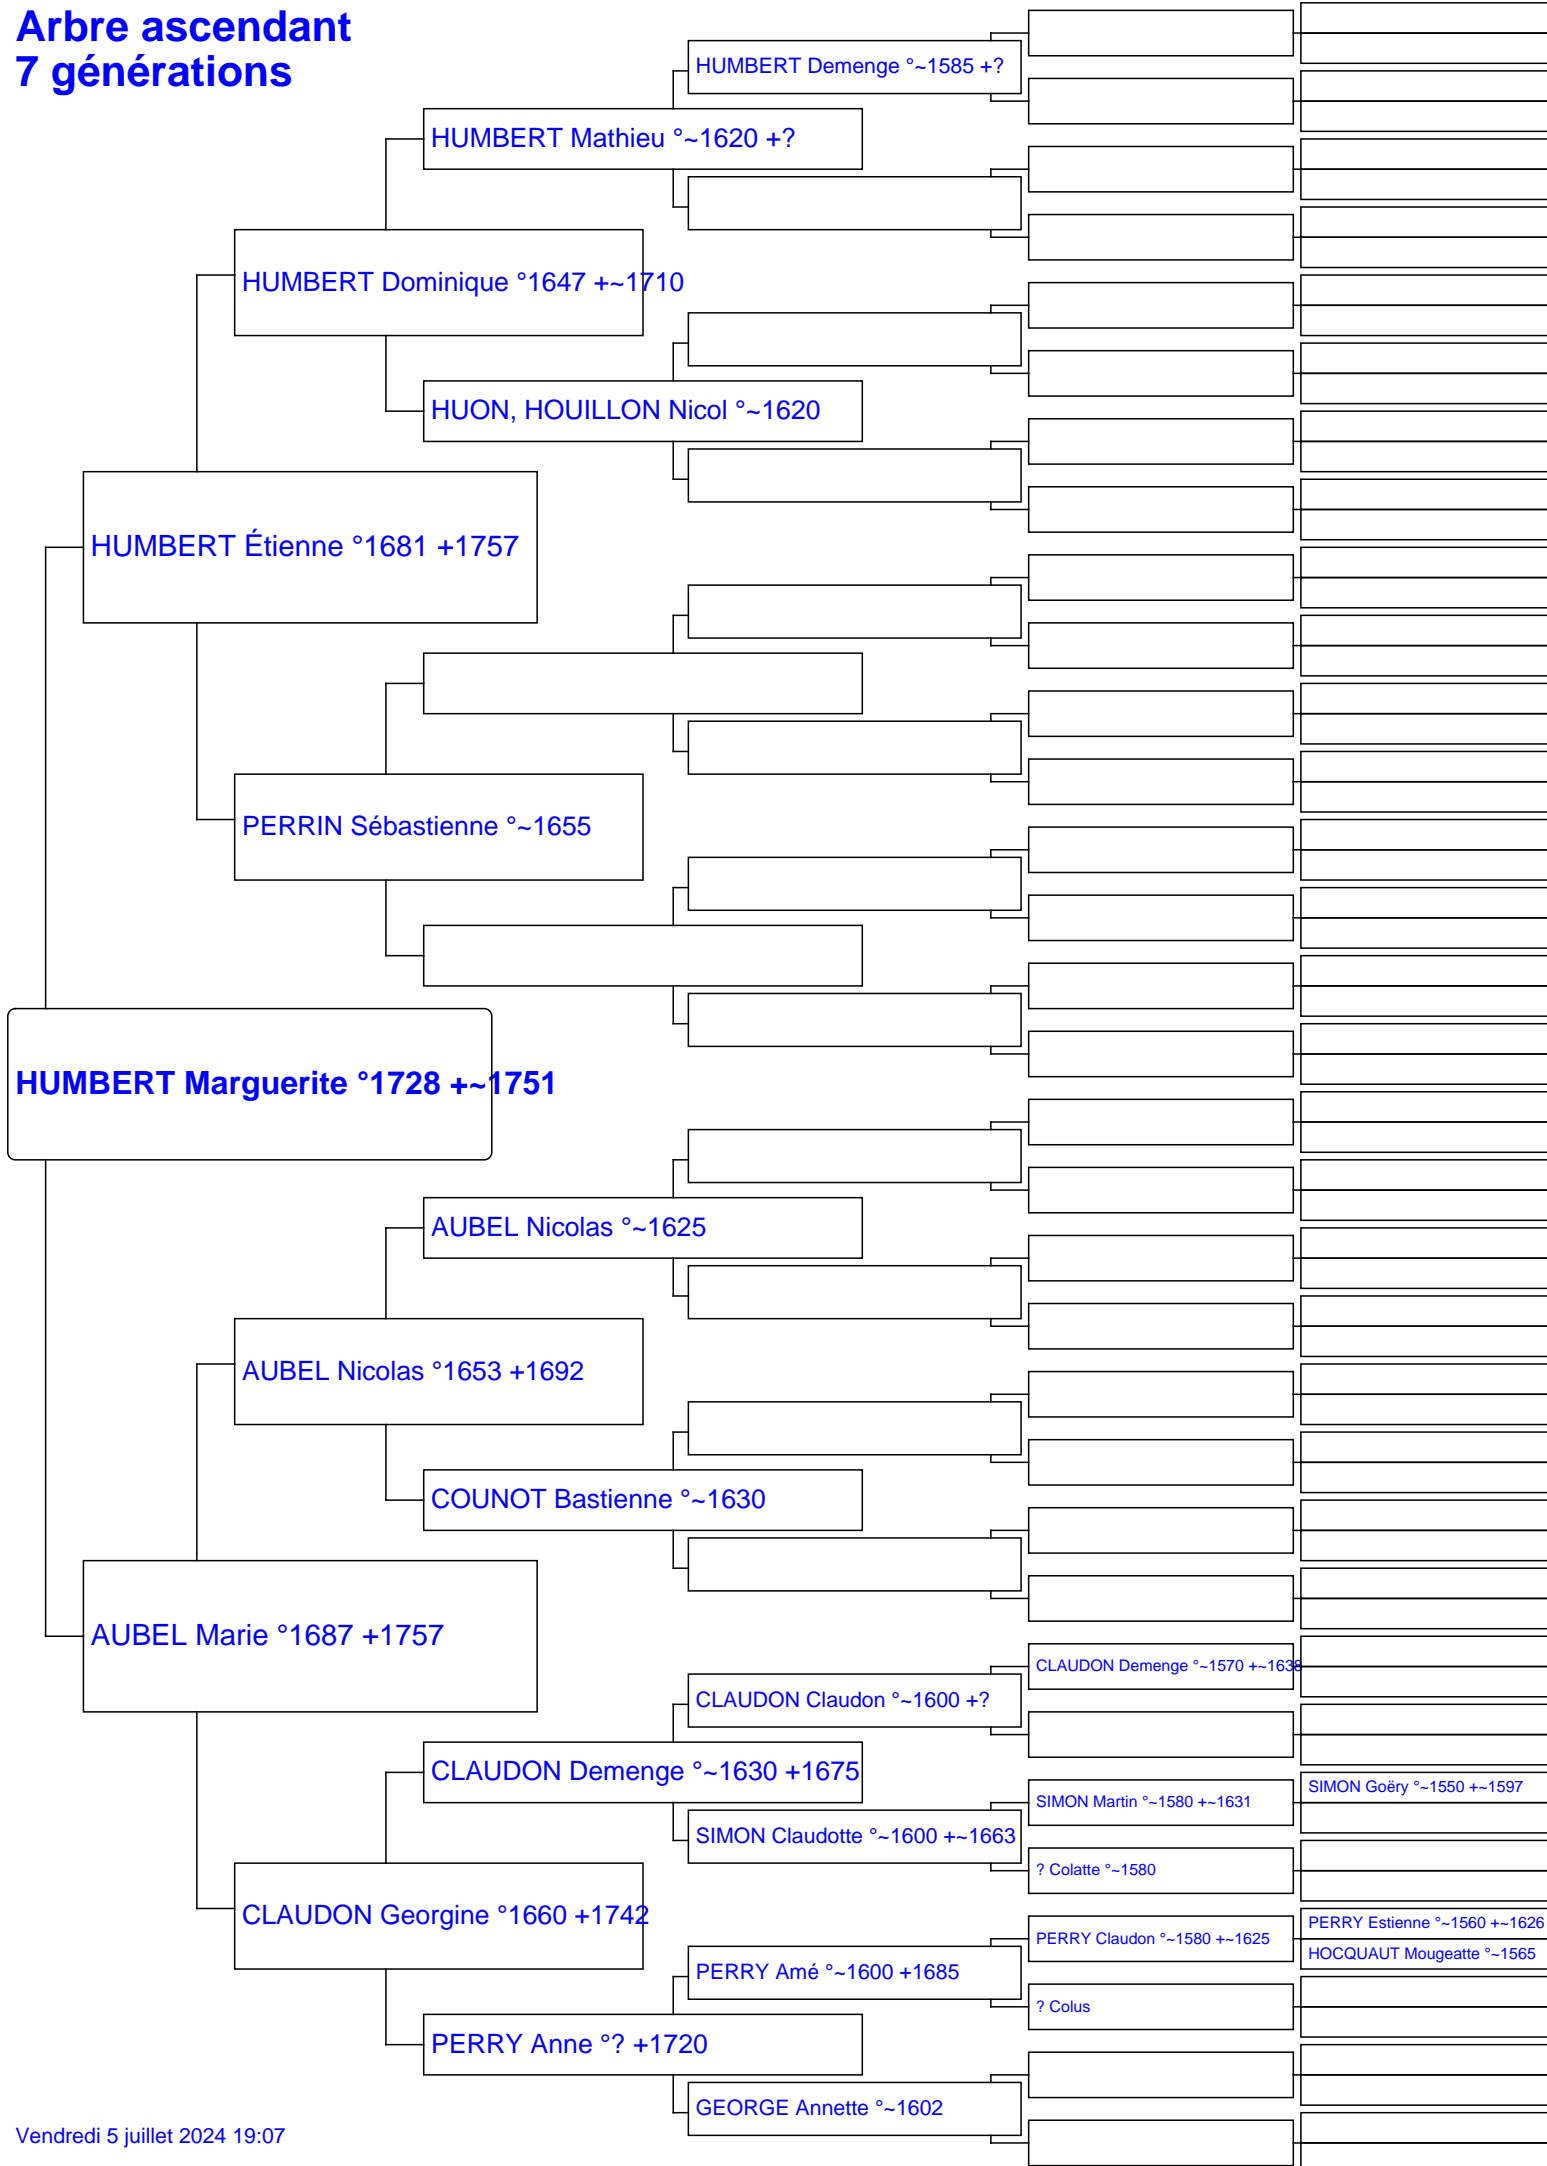 Arbre ascendant
7 générations
HUMBERT Demenge °~1585 +?
HUMBERT Mathieu °~1620 +?
HUMBERT Dominique °1647 +~1710
HUON, HOUILLON Nicol °~1620
HUMBERT Étienne °1681 +1757
PERRIN Sébastienne °~1655
HUMBERT Marguerite °1728 +~1751
AUBEL Nicolas °~1625
AUBEL Nicolas °1653 +1692
COUNOT Bastienne °~1630
AUBEL Marie °1687 +1757
CLAUDON Demenge °~1570 +~1638
CLAUDON Claudon °~1600 +?
CLAUDON Demenge °~1630 +1675
SIMON Goëry °~1550 +~1597
SIMON Martin °~1580 +~1631
SIMON Claudotte °~1600 +~1663
? Colatte °~1580
CLAUDON Georgine °1660 +1742
PERRY Estienne °~1560 +~1626
PERRY Claudon °~1580 +~1625
HOCQUAUT Mougeatte °~1565
PERRY Amé °~1600 +1685
? Colus
PERRY Anne °? +1720
GEORGE Annette °~1602
Vendredi 5 juillet 2024 19:07